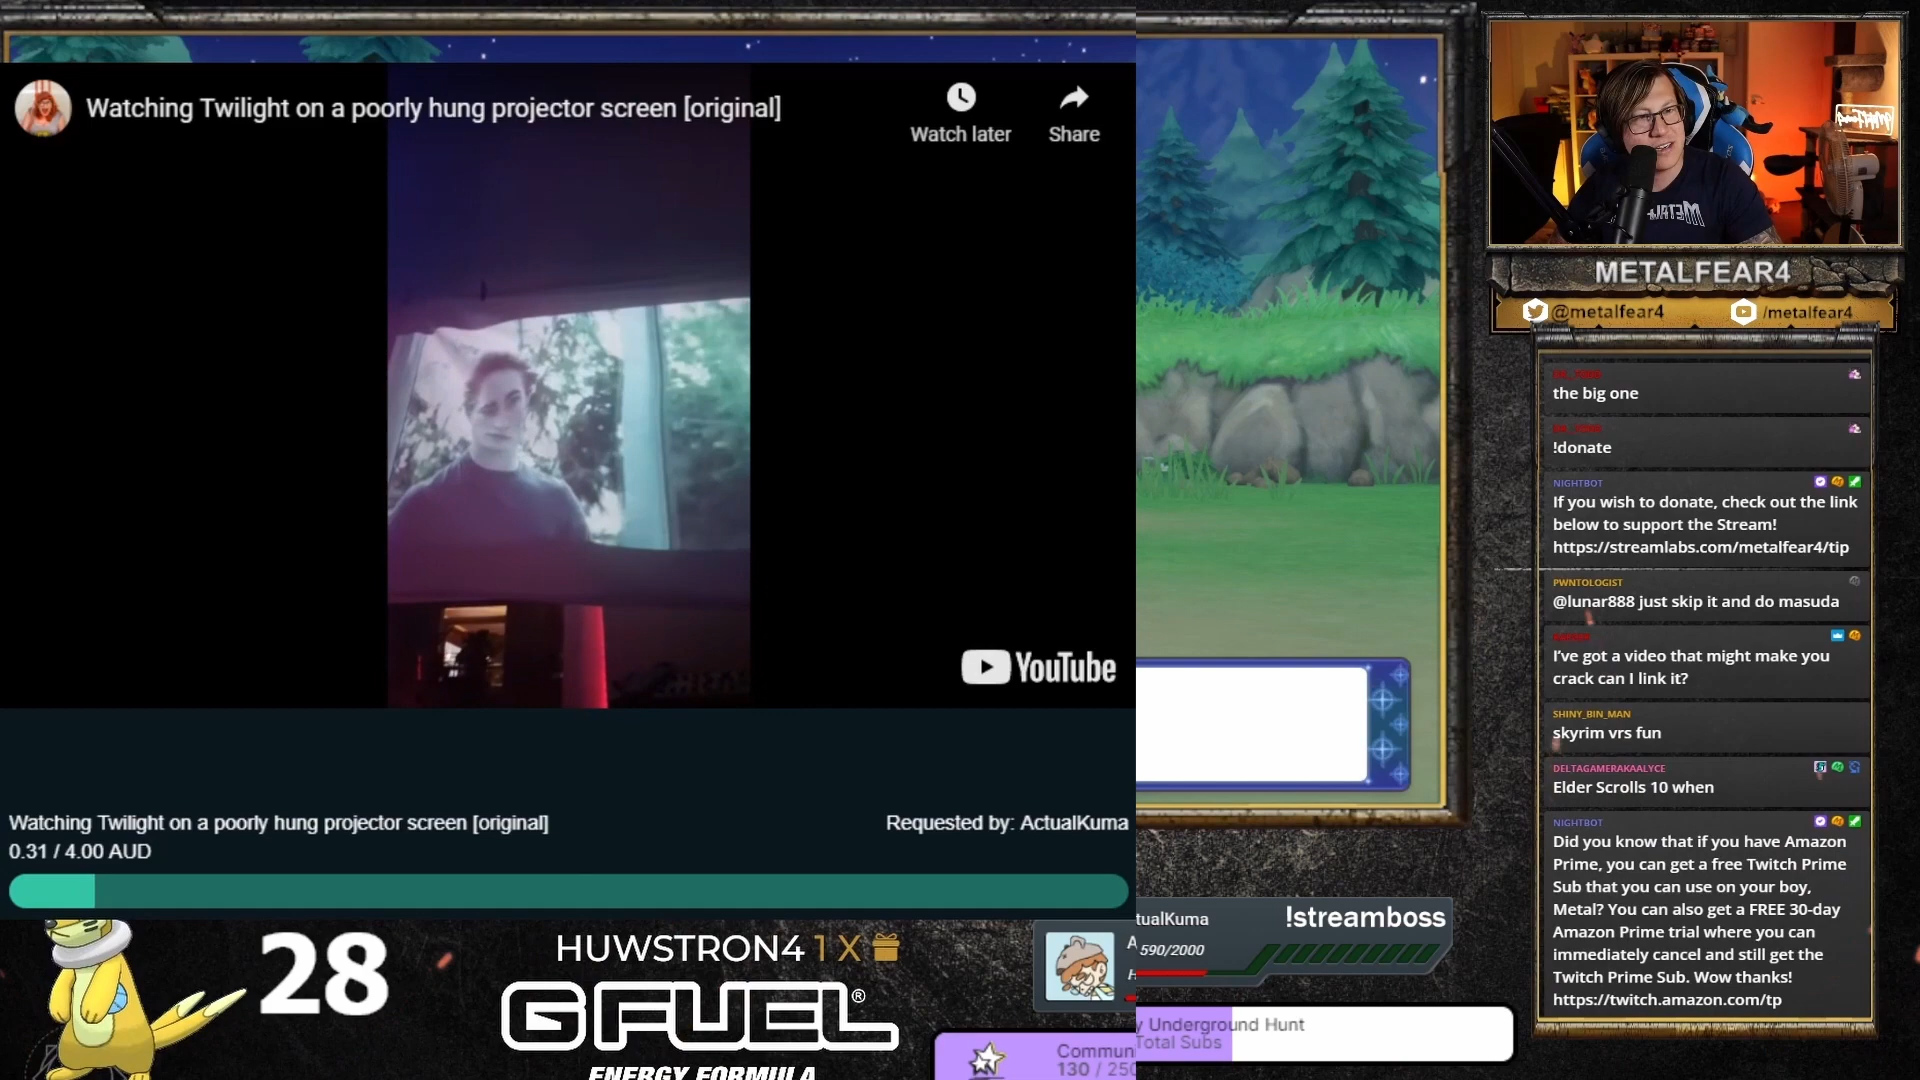 Watching Twilight on a poorly hung projector screen [original]
Watch later
Share
YouTube
Watching Twilight on a poorly hung projector screen [original]
Requested by: ActualKuma
0.31 / 4.00 AUD
28
HUWSTRON4 1 X
G FUEL®
ENERGY FORMULA
tualKuma
!streamboss
590/2000
y Underground Hunt
Total Subs
Commun
130 / 250
METALFEAR4
@metalfear4
/metalfear4
the big one
!donate
NIGHTBOT
If you wish to donate, check out the link
below to support the Stream!
https://streamlabs.com/metalfear4/tip
PWNTOLOGIST
@lunar888 just skip it and do masuda
I've got a video that might make you
crack can I link it?
SHINY_BIN_MAN
skyrim vrs fun
DELTAGAMERAKAALYCE
Elder Scrolls 10 when
NIGHTBOT
Did you know that if you have Amazon
Prime, you can get a free Twitch Prime
Sub that you can use on your boy,
Metal? You can also get a FREE 30-day
Amazon Prime trial where you can
immediately cancel and still get the
Twitch Prime Sub. Wow thanks!
https://twitch.amazon.com/tp